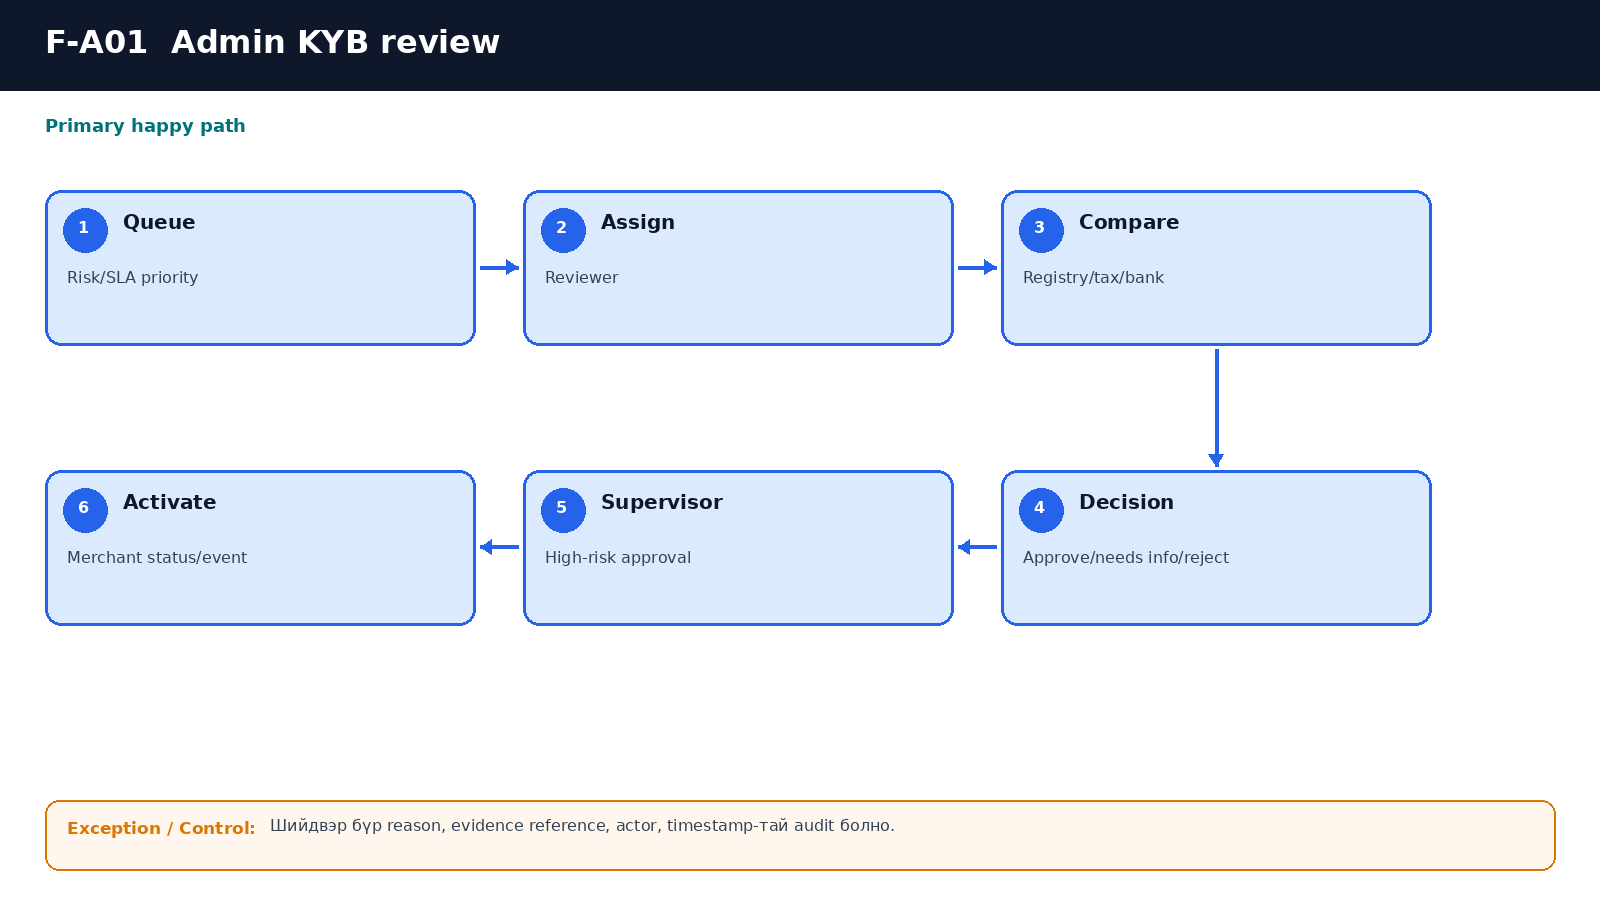 F-A01  Admin KYB review
Primary happy path
1
Queue
Risk/SLA priority
2
Assign
Reviewer
3
Compare
Registry/tax/bank
4
Decision
Approve/needs info/reject
5
Supervisor
High-risk approval
6
Activate
Merchant status/event
Exception / Control: Шийдвэр бүр reason, evidence reference, actor, timestamp-тай audit болно.